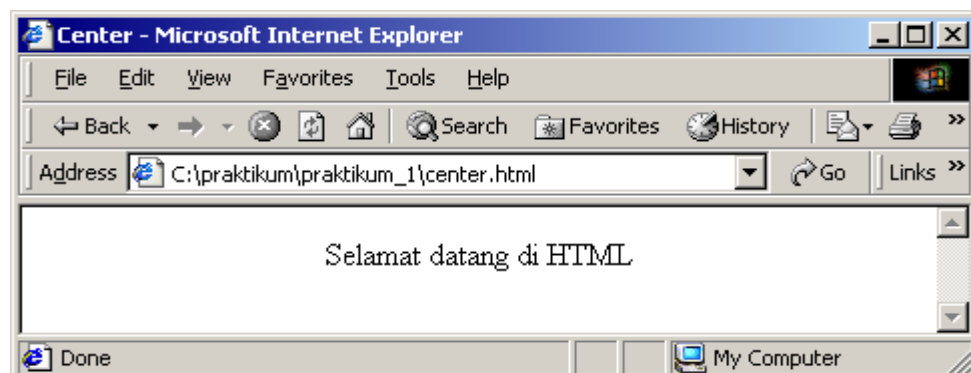 Center - Microsoft Internet Explorer
File Edit View Favorites Tools Help
Back Search Favorites History »
Address C:\praktikum\praktikum_1\center.html Go Links »
Selamat datang di HTML
Done My Computer